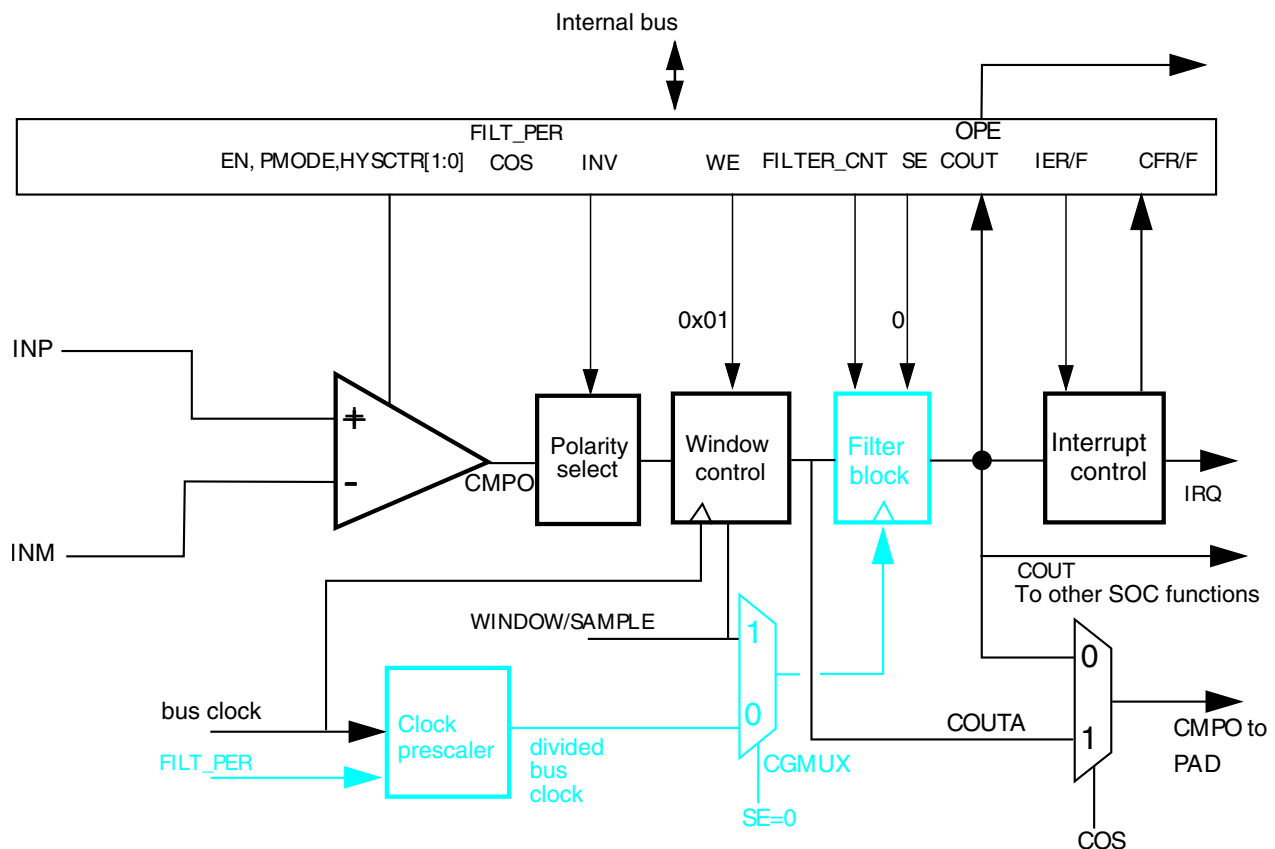 Internal bus
FILT_PER
OPE
EN, PMODE,HYSCTR[1:0]
COS
INV
WE
FILTER_CNT
SE
COUT
IER/F
CFR/F
0x01
0
INP
+
-
INM
CMPO
Polarity
select
Window
control
Filter
block
Interrupt
control
IRQ
COUT
To other SOC functions
WINDOW/SAMPLE
1
0
0
1
bus clock
FILT_PER
Clock
prescaler
divided
bus
clock
CGMUX
SE=0
COUTA
CMPO to
PAD
COS